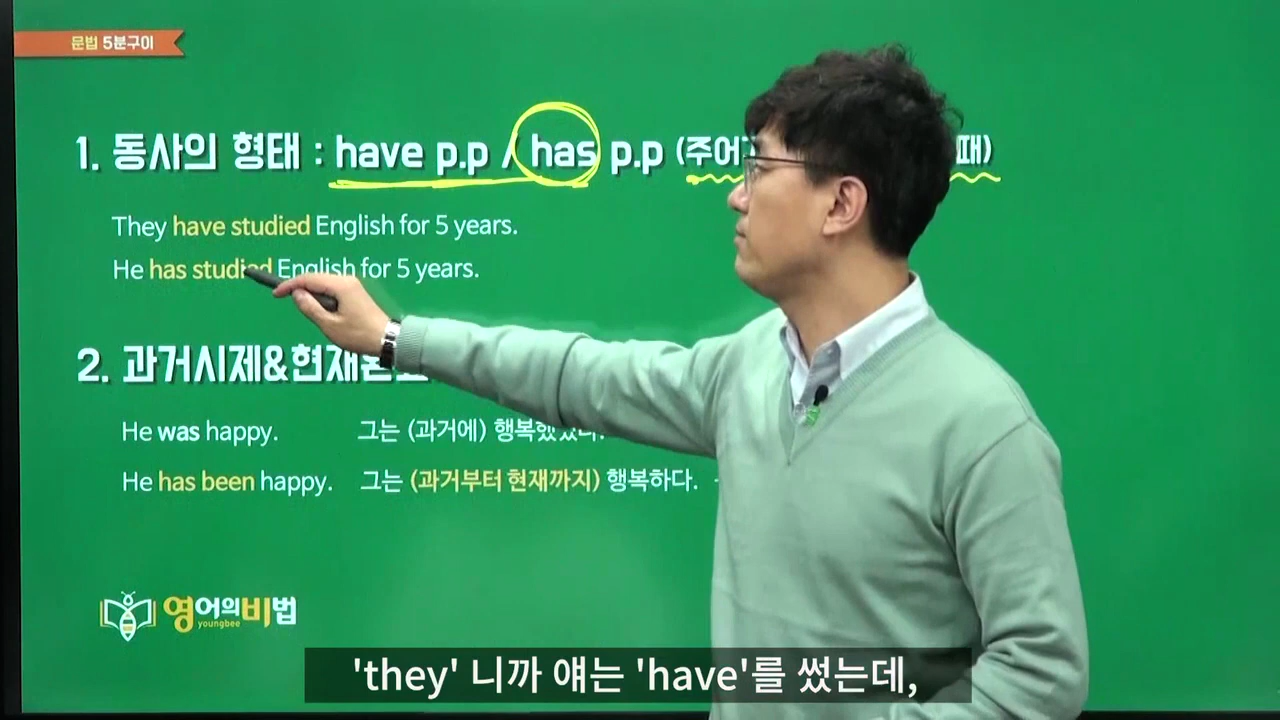 문법 5분구이
1. 동사의 형태 : have p.p / has p.p (주어 때)
They have studied English for 5 years.
He has studied English for 5 years.
2. 과거시제&현재완료
He was happy. 그는 (과거에) 행복했었다.
He has been happy. 그는 (과거부터 현재까지) 행복하다.
영어의비법
youngbee
'they' 니까 얘는 'have'를 썼는데,